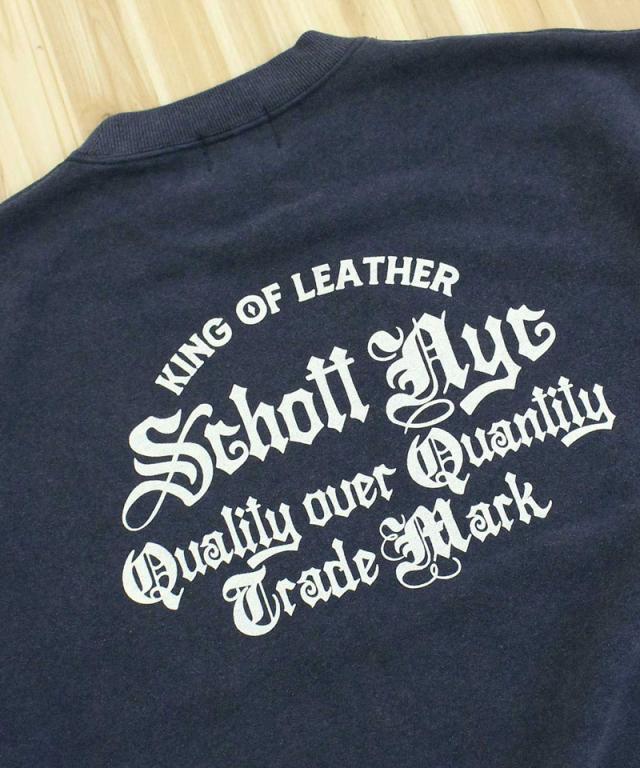 KING OF LEATHER
Schott Nyc
Quality over Quantity
Trade Mark